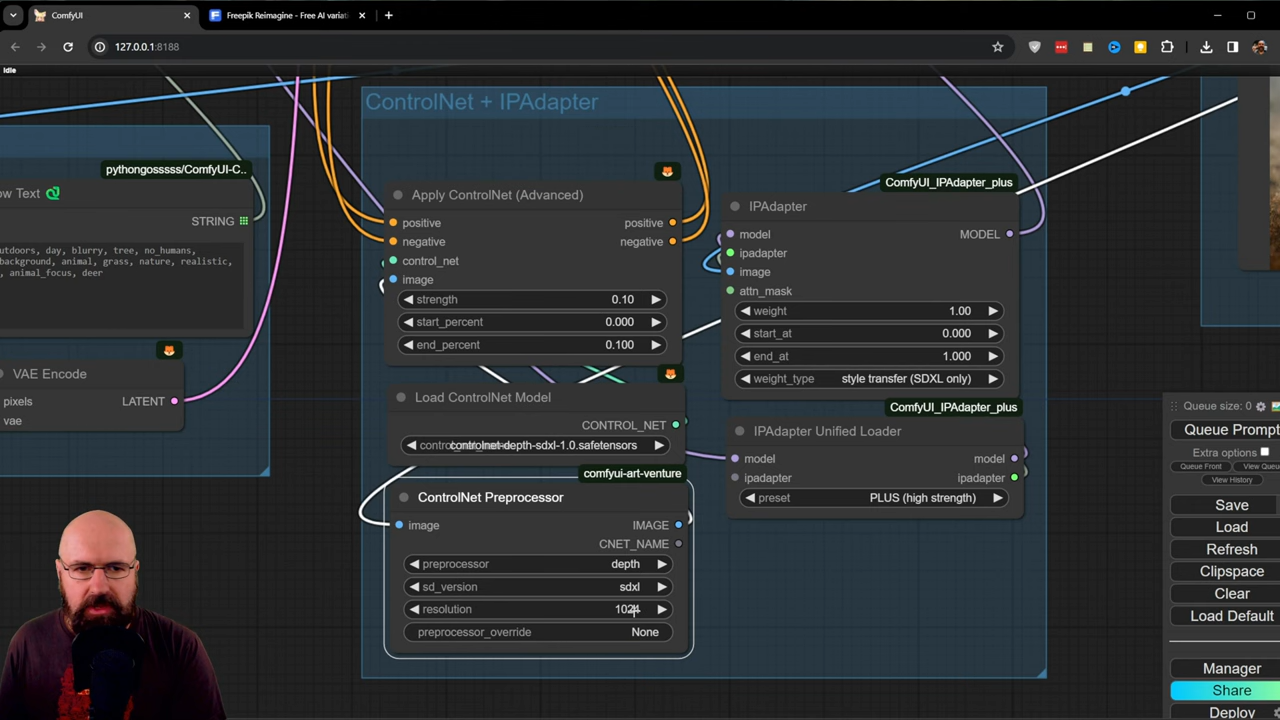 ComfyUI
Freepik Reimagine - Free AI variati
127.0.0.1:8188
Idle
ControlNet + IPAdapter
pythongosssss/ComfyUI-C..
ow Text
STRING
utdoors, day, blurry, tree, no_humans,
background, animal, grass, nature, realistic,
, animal_focus, deer
VAE Encode
pixels
LATENT
vae
Apply ControlNet (Advanced)
positive
positive
negative
negative
control_net
image
strength
0.10
start_percent
0.000
end_percent
0.100
Load ControlNet Model
CONTROL_NET
controlnet-depth-sdxl-1.0.safetensors
comfyui-art-venture
ControlNet Preprocessor
image
IMAGE
CNET_NAME
preprocessor
depth
sd_version
sdxl
resolution
1024
preprocessor_override
None
ComfyUI_IPAdapter_plus
IPAdapter
model
MODEL
ipadapter
image
attn_mask
weight
1.00
start_at
0.000
end_at
1.000
weight_type
style transfer (SDXL only)
ComfyUI_IPAdapter_plus
IPAdapter Unified Loader
model
model
ipadapter
ipadapter
preset
PLUS (high strength)
Queue size: 0
Queue Prompt
Extra options
Queue Front
View Queu
View History
Save
Load
Refresh
Clipspace
Clear
Load Default
Manager
Share
Deploy